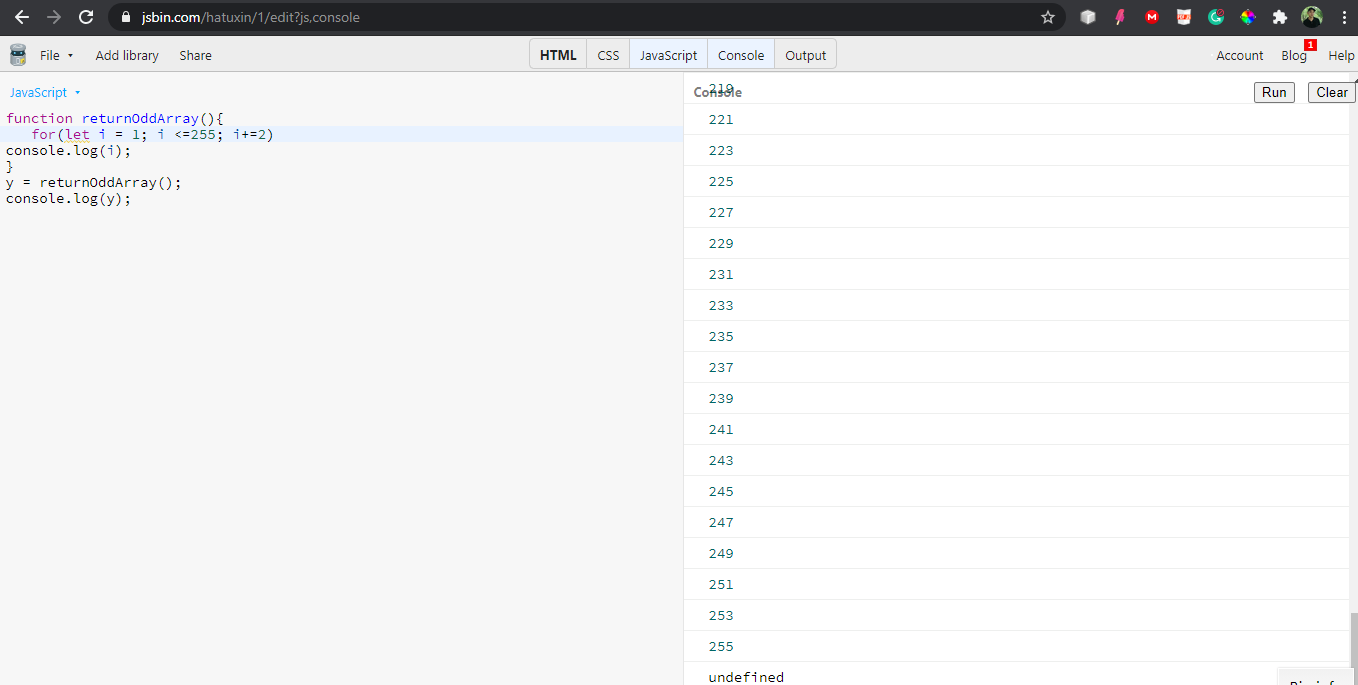 jsbin.com/hatuxin/1/edit?js,console
File Add library Share HTML CSS JavaScript Console Output Account Blog 1 Help
JavaScript
function returnOddArray(){
for(let i = 1; i <=255; i+=2)
console.log(i);
}
y = returnOddArray();
console.log(y);
Console Run Clear
219
221
223
225
227
229
231
233
235
237
239
241
243
245
247
249
251
253
255
undefined